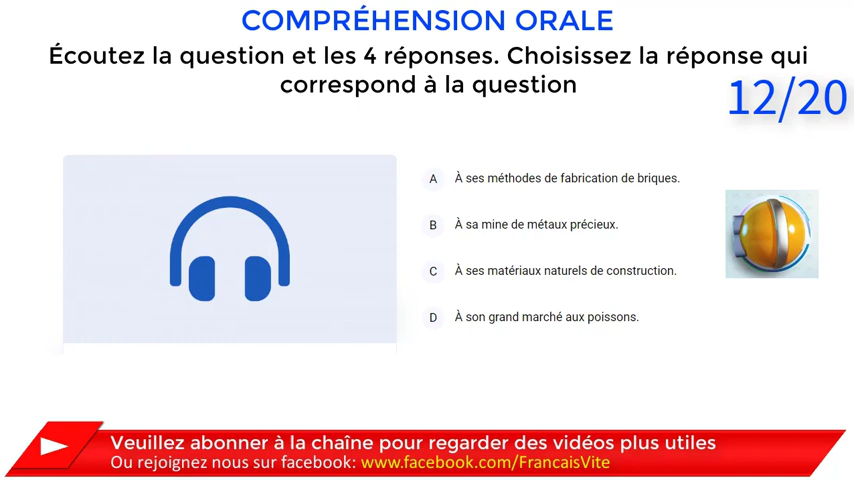 COMPRÉHENSION ORALE
Écoutez la question et les 4 réponses. Choisissez la réponse qui
correspond à la question
12/20
A À ses méthodes de fabrication de briques.
B À sa mine de métaux précieux.
C À ses matériaux naturels de construction.
D À son grand marché aux poissons.
Veuillez abonner à la chaîne pour regarder des vidéos plus utiles
Ou rejoignez nous sur facebook: www.facebook.com/FrancaisVite